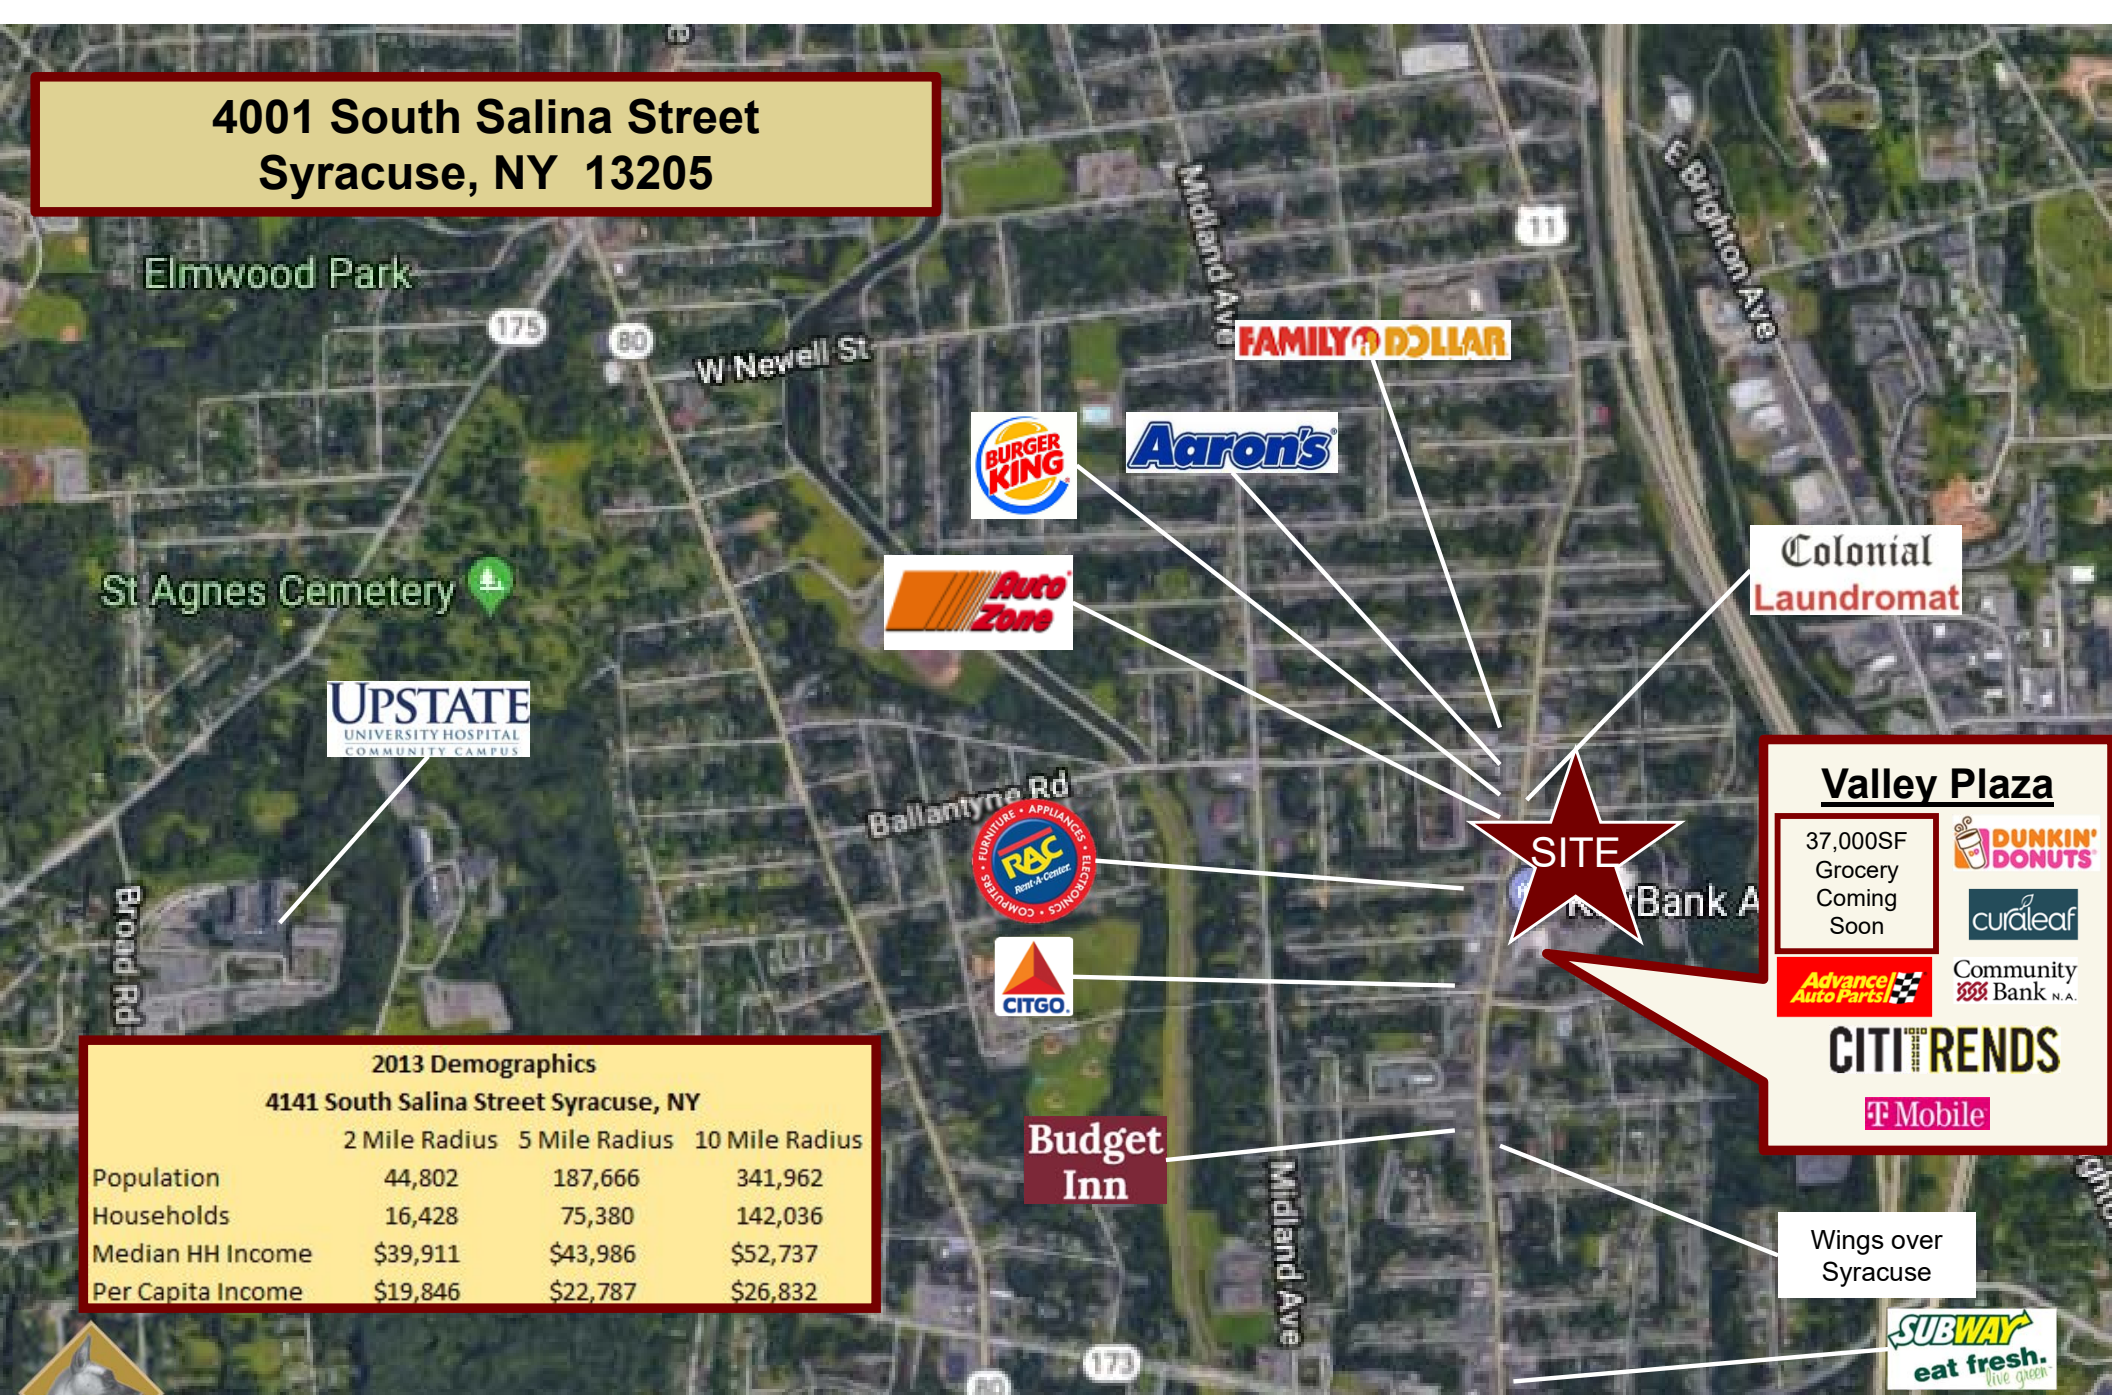 4001 South Salina Street
Syracuse, NY 13205
11
E Brighton Ave
Midland Ave
Elmwood Park
175
80
W Newell St
FAMILY DOLLAR
BURGER
KING
Aaron's
Auto
Zone
Colonial
Laundromat
St Agnes Cemetery
UPSTATE
UNIVERSITY HOSPITAL
COMMUNITY CAMPUS
Ballantyne Rd
FURNITURE • APPLIANCES • ELECTRONICS • COMPUTERS •
RAC
Rent-A-Center
SITE
KeyBank A
Valley Plaza
37,000SF
Grocery
Coming
Soon
DUNKIN'
DONUTS
DD
curaleaf
Advance
Auto Parts
Community
Bank N.A.
CITITRENDS
T Mobile
Broad Rd
CITGO
2013 Demographics
4141 South Salina Street Syracuse, NY
2 Mile Radius 5 Mile Radius 10 Mile Radius
Population 44,802 187,666 341,962
Households 16,428 75,380 142,036
Median HH Income $39,911 $43,986 $52,737
Per Capita Income $19,846 $22,787 $26,832
Budget
Inn
Midland Ave
Wings over
Syracuse
SUBWAY
eat fresh.
live green
173
80